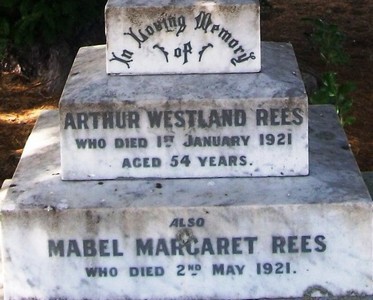 In Loving Memory
of
ARTHUR WESTLAND REES
WHO DIED 1ST JANUARY 1921
AGED 54 YEARS.
ALSO
MABEL MARGARET REES
WHO DIED 2ND MAY 1921.